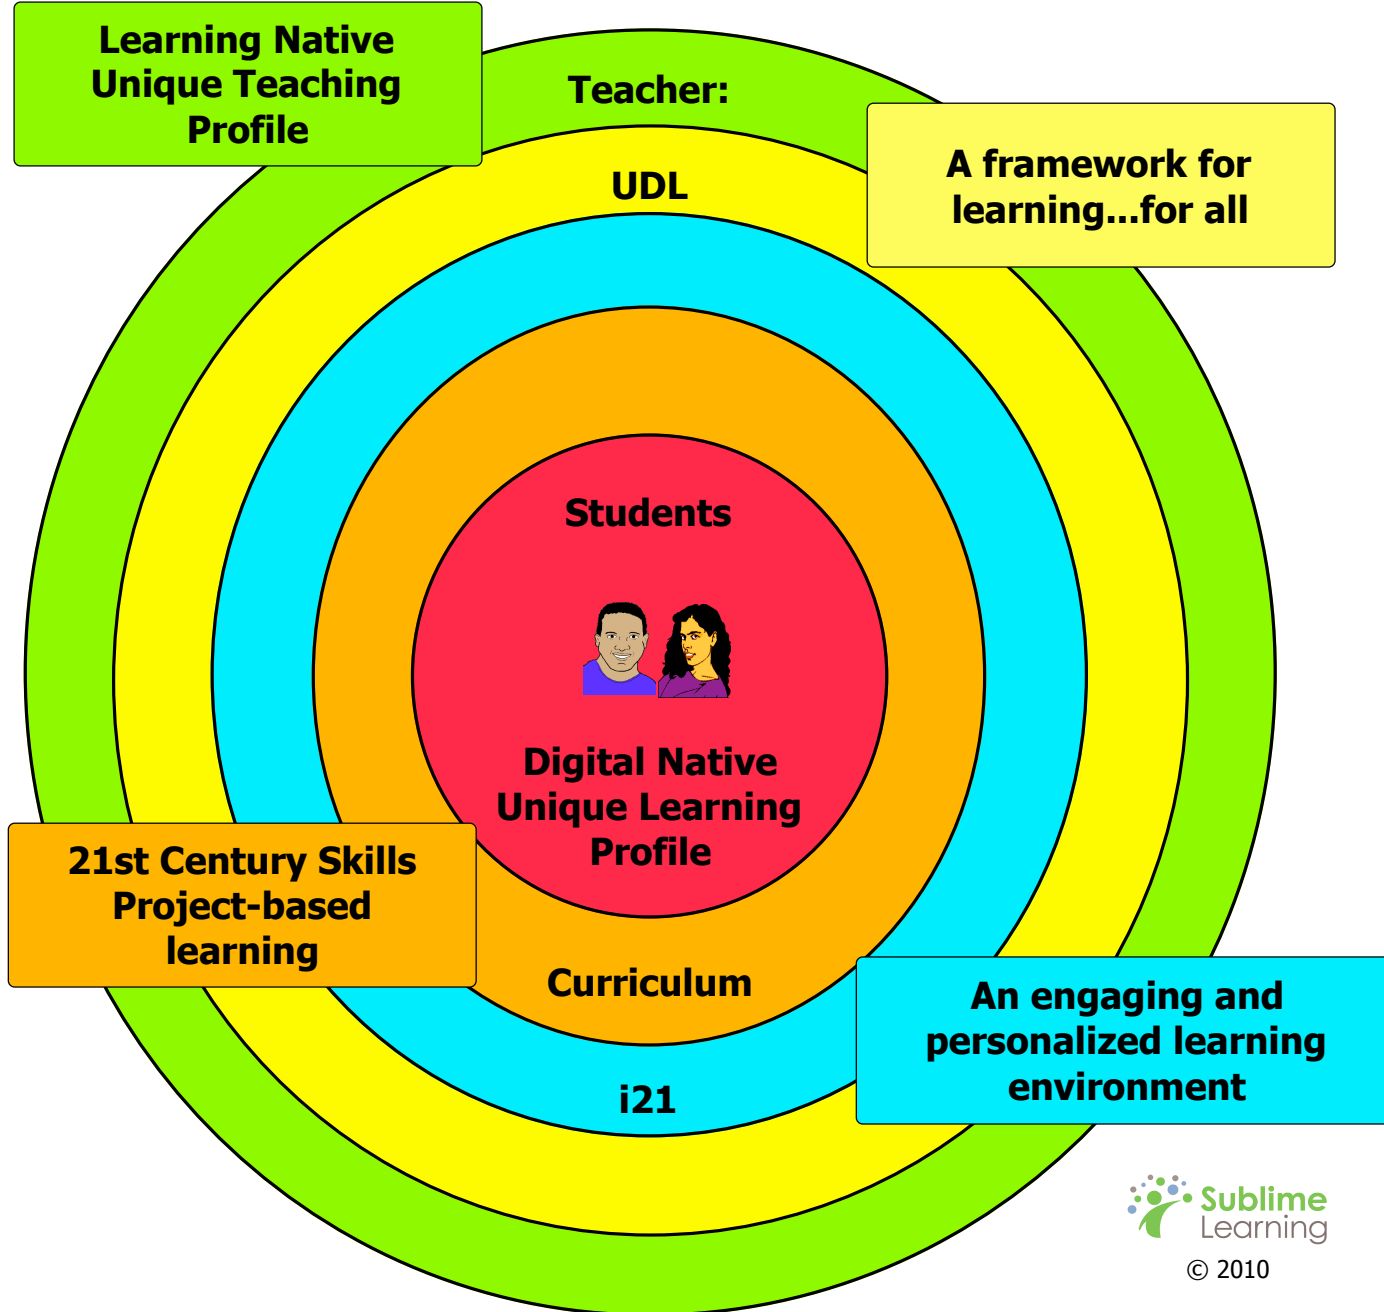 Learning Native
Unique Teaching
Profile
Teacher:
A framework for
learning...for all
UDL
Students
Digital Native
Unique Learning
Profile
21st Century Skills
Project-based
learning
Curriculum
An engaging and
personalized learning
environment
i21
Sublime
Learning
© 2010